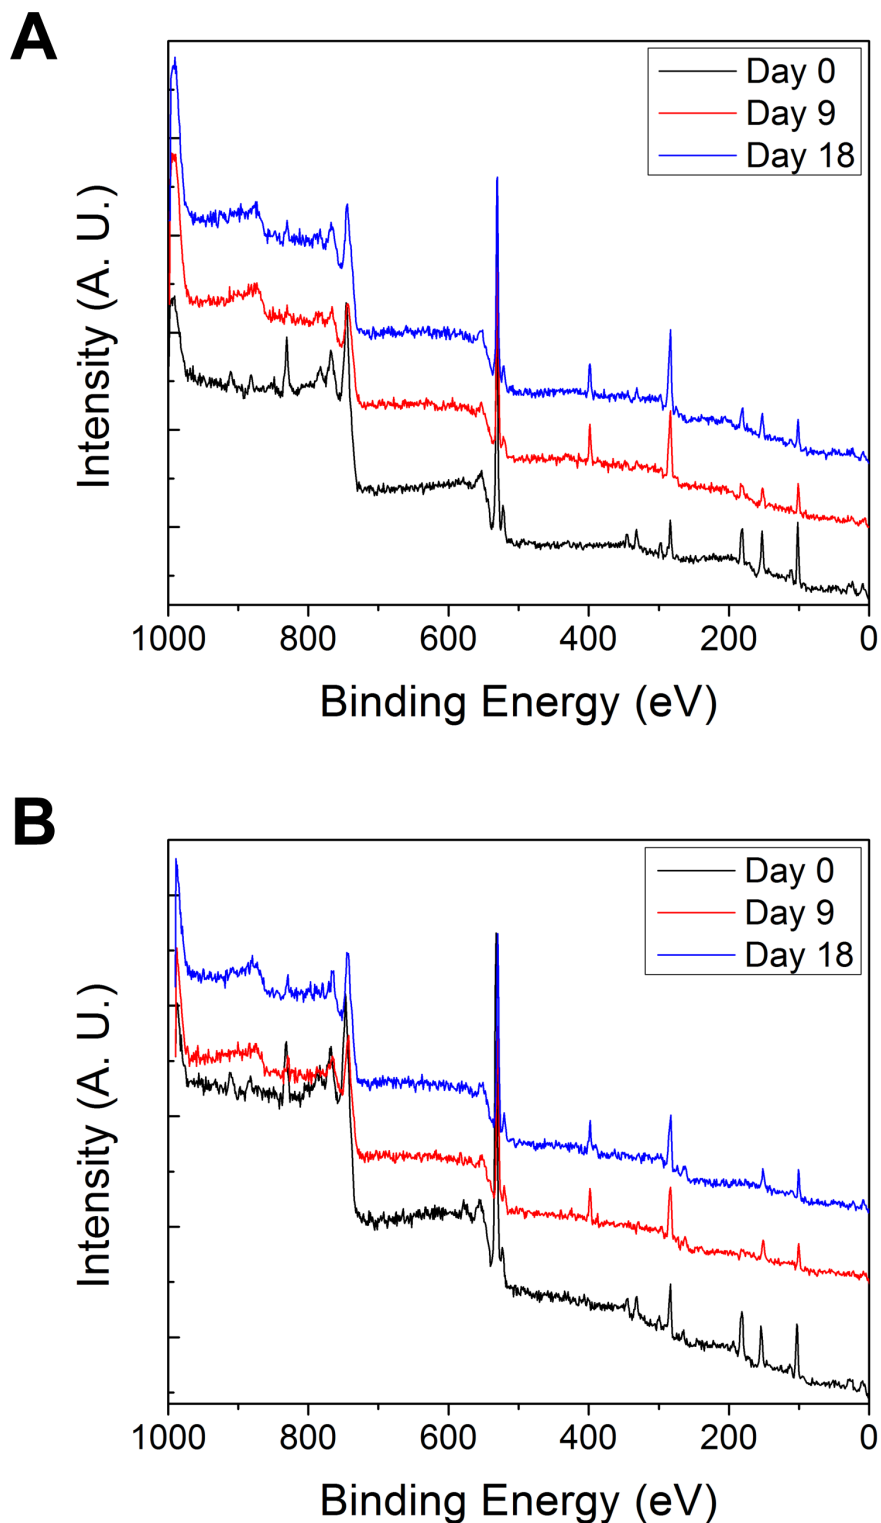 A
Day 0
Day 9
Day 18
Intensity (A. U.)
1000 800 600 400 200 0
Binding Energy (eV)
B
Day 0
Day 9
Day 18
Intensity (A. U.)
1000 800 600 400 200 0
Binding Energy (eV)